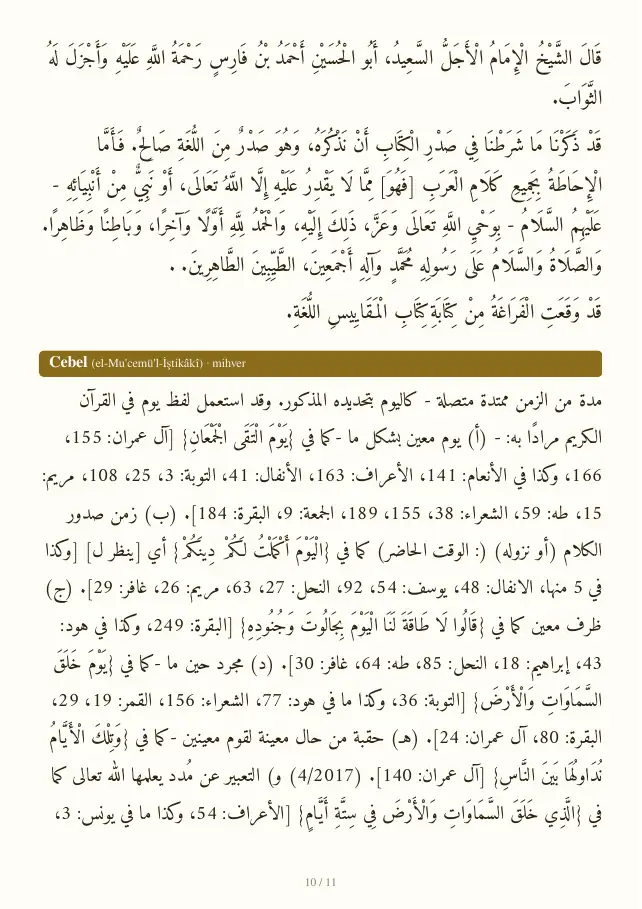 قَالَ الشَّيْخُ الْإِمَامُ الْأَجَلُّ السَّعِيدُ، أَبُو الْحُسَيْنِ أَحْمَدُ بْنُ فَارِسٍ رَحْمَةُ اللَّهِ عَلَيْهِ وَأَجْزَلَ لَهُ
الثَّوَابَ.
قَدْ ذَكَرْنَا مَا شَرَطْنَا فِي صَدْرِ الْكِتَابِ أَنْ نَذْكُرَهُ، وَهُوَ صَدْرٌ مِنَ اللُّغَةِ صَالِحٌ. فَأَمَّا
الْإِحَاطَةُ بِجَمِيعِ كَلَامِ الْعَرَبِ [فَهُوَ] مِمَّا لَا يَقْدِرُ عَلَيْهِ إِلَّا اللَّهُ تَعَالَى، أَوْ نَبِيٌّ مِنْ أَنْبِيَائِهِ -
عَلَيْهِمُ السَّلَامُ - بِوَحْيِ اللَّهِ تَعَالَى وَعَزَّ، ذَلِكَ إِلَيْهِ، وَالْحَمْدُ لِلَّهِ أَوَّلًا وَآخِرًا، وَبَاطِنًا وَظَاهِرًا.
وَالصَّلَاةُ وَالسَّلَامُ عَلَى رَسُولِهِ مُحَمَّدٍ وَآلِهِ أَجْمَعِينَ، الطَّيِّبِينَ الطَّاهِرِينَ. .
قَدْ وَقَعَتِ الْفَرَاغَةُ مِنْ كِتَابَةِ كِتَابِ الْمَقَايِيسِ اللُّغَةِ.
Cebel (el-Mu'cemü'l-İştikâkî) · mihver
مدة من الزمن ممتدة متصلة - كاليوم بتحديده المذكور. وقد استعمل لفظ يوم في القرآن
الكريم مرادًا به: - (أ) يوم معين بشكل ما -كما في {يَوْمَ الْتَقَى الْجَمْعَانِ} [آل عمران: 155،
166، وكذا في الأنعام: 141، الأعراف: 163، الأنفال: 41، التوبة: 3، 25، 108، مريم:
15، طه: 59، الشعراء: 38، 155، 189، الجمعة: 9، البقرة: 184]. (ب) زمن صدور
الكلام (أو نزوله) (: الوقت الحاضر) كما في {الْيَوْمَ أَكْمَلْتُ لَكُمْ دِينَكُمْ} أي [ينظر ل] [وكذا
في 5 منها، الانفال: 48، يوسف: 54، 92، النحل: 27، 63، مريم: 26، غافر: 29]. (ج)
ظرف معين كما في {قَالُوا لَا طَاقَةَ لَنَا الْيَوْمَ بِجَالُوتَ وَجُنُودِهِ} [البقرة: 249، وكذا في هود:
43، إبراهيم: 18، النحل: 85، طه: 64، غافر: 30]. (د) مجرد حين ما -كما في {يَوْمَ خَلَقَ
السَّمَاوَاتِ وَالْأَرْضَ} [التوبة: 36، وكذا ما في هود: 77، الشعراء: 156، القمر: 19، 29،
البقرة: 80، آل عمران: 24]. (هـ) حقبة من حال معينة لقوم معينين -كما في {وَتِلْكَ الْأَيَّامُ
نُدَاوِلُهَا بَيْنَ النَّاسِ} [آل عمران: 140]. (4/2017) و) التعبير عن مُدد يعلمها الله تعالى كما
في {الَّذِي خَلَقَ السَّمَاوَاتِ وَالْأَرْضَ فِي سِتَّةِ أَيَّامٍ} [الأعراف: 54، وكذا ما في يونس: 3،
10 / 11